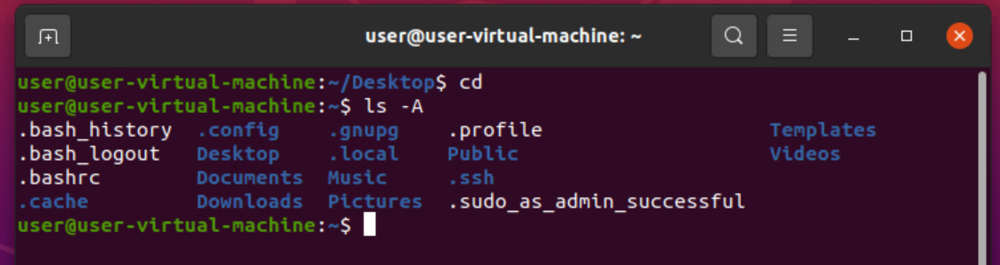 user@user-virtual-machine: ~
user@user-virtual-machine:~/Desktop$ cd
user@user-virtual-machine:~$ ls -A
.bash_history .config .gnupg .profile Templates
.bash_logout Desktop .local Public Videos
.bashrc Documents Music .ssh
.cache Downloads Pictures .sudo_as_admin_successful
user@user-virtual-machine:~$